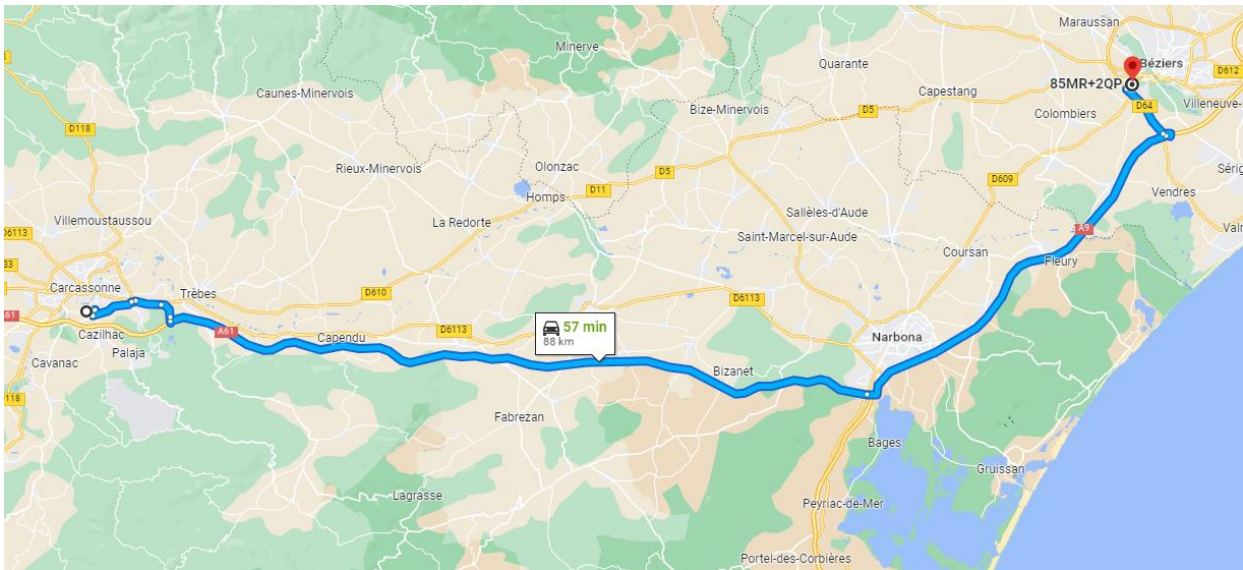 Maraussan
Minerve
Quarante
Béziers
D612
85MR+2QP
Caunes-Minervois
Capestang
D64
Villeneuve-
Bize-Minervois
D5
Colombiers
D118
Rieux-Minervois
Olonzac
D5
Sérig
D11
D609
Vendres
Homps
Villemoustaussou
La Redorte
Sallèles-d'Aude
Valr
D6113
Saint-Marcel-sur-Aude
A9
Coursan
Fleury
D33
Carcassonne
Trèbes
D610
D6113
A61
A61
Cazilhac
Capendu
D6113
57 min
88 km
Narbona
Palaja
Cavanac
Bizanet
D118
Fabrezan
Bages
Gruissan
Lagrasse
Peyriac-de-Mer
Portel-des-Corbières